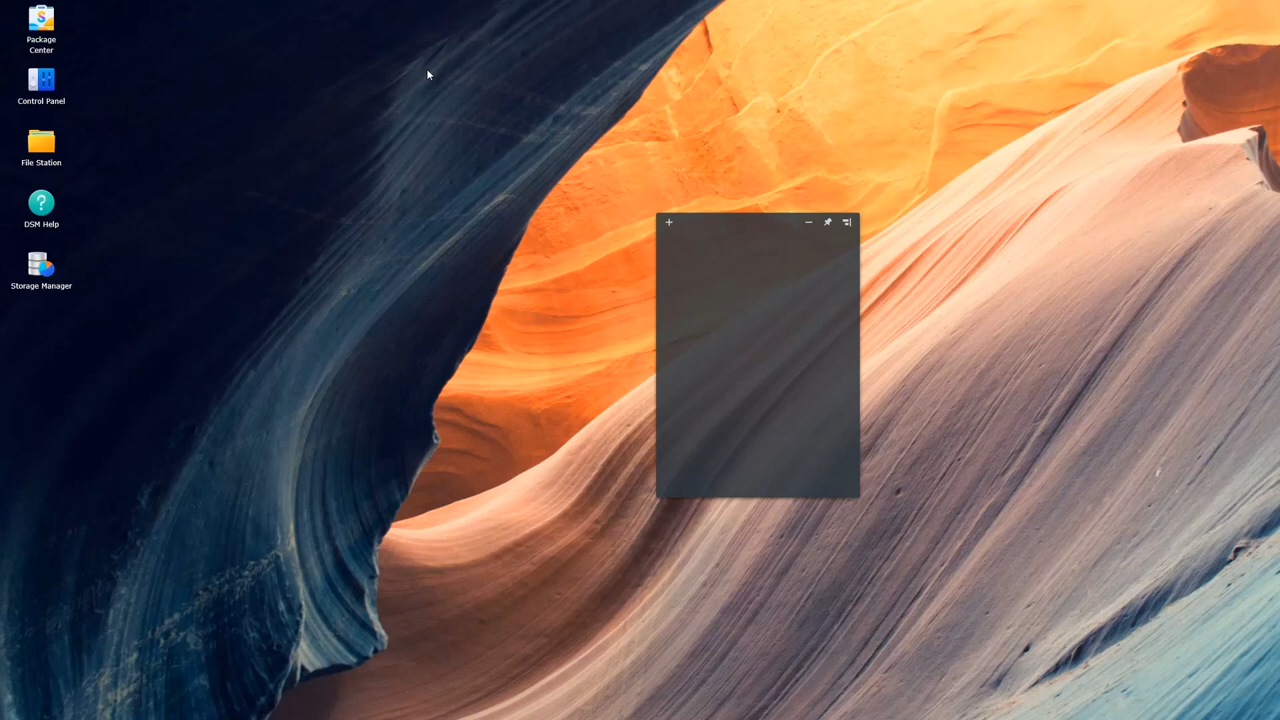 Package
Center
Control Panel
File Station
DSM Help
Storage Manager